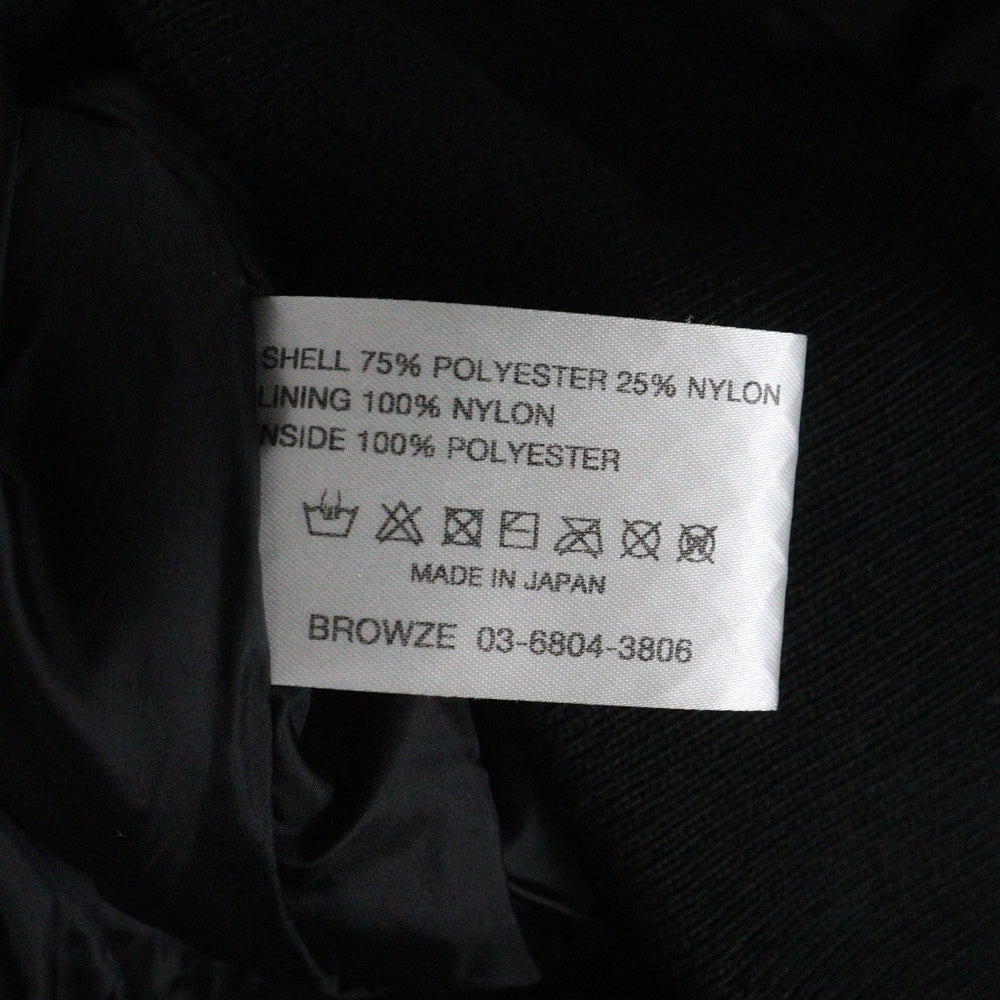 SHELL 75% POLYESTER 25% NYLON
LINING 100% NYLON
NSIDE 100% POLYESTER
MADE IN JAPAN
BROWZE 03-6804-3806